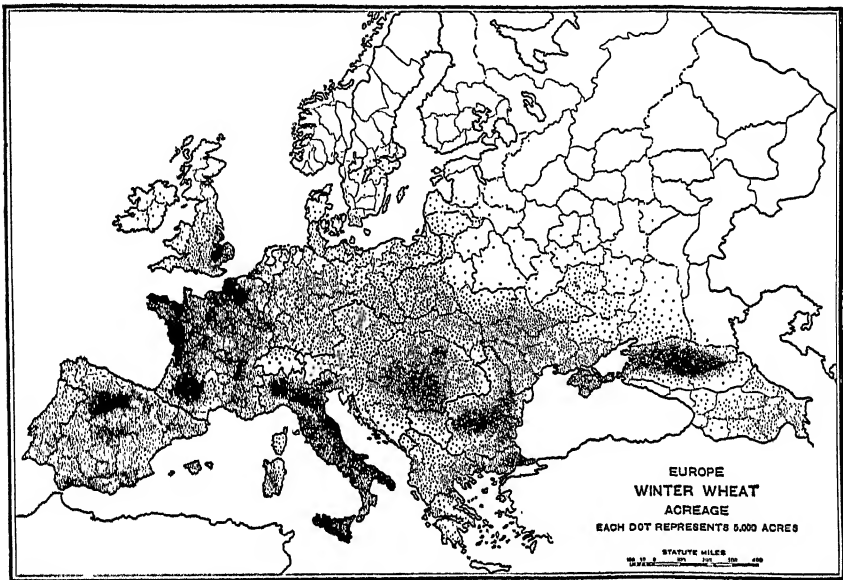 EUROPE
WINTER WHEAT
ACREAGE
EACH DOT REPRESENTS 5,000 ACRES
STATUTE MILES